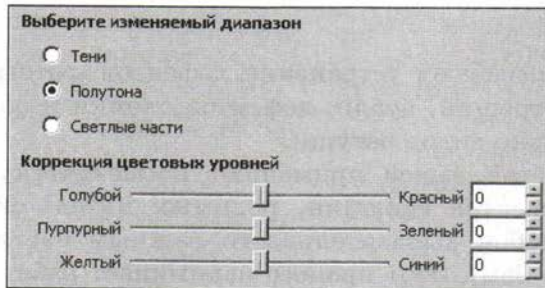 Выберите изменяемый диапазон
Тени
Полутона
Светлые части
Коррекция цветовых уровней
Голубой Красный 0
Пурпурный Зеленый 0
Желтый Синий 0